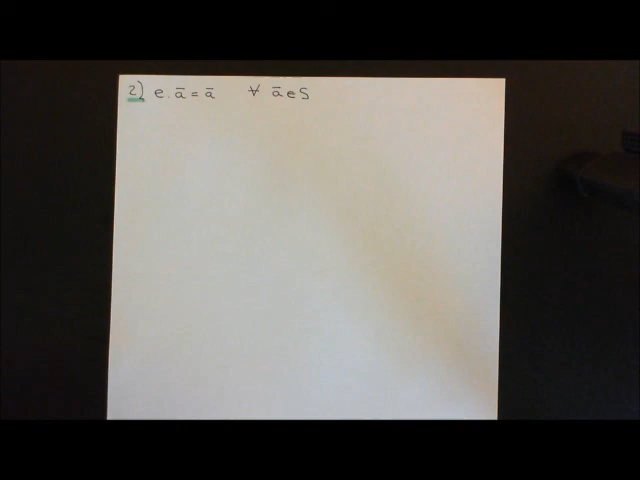 2) e.ā = ā ∀ ā e S